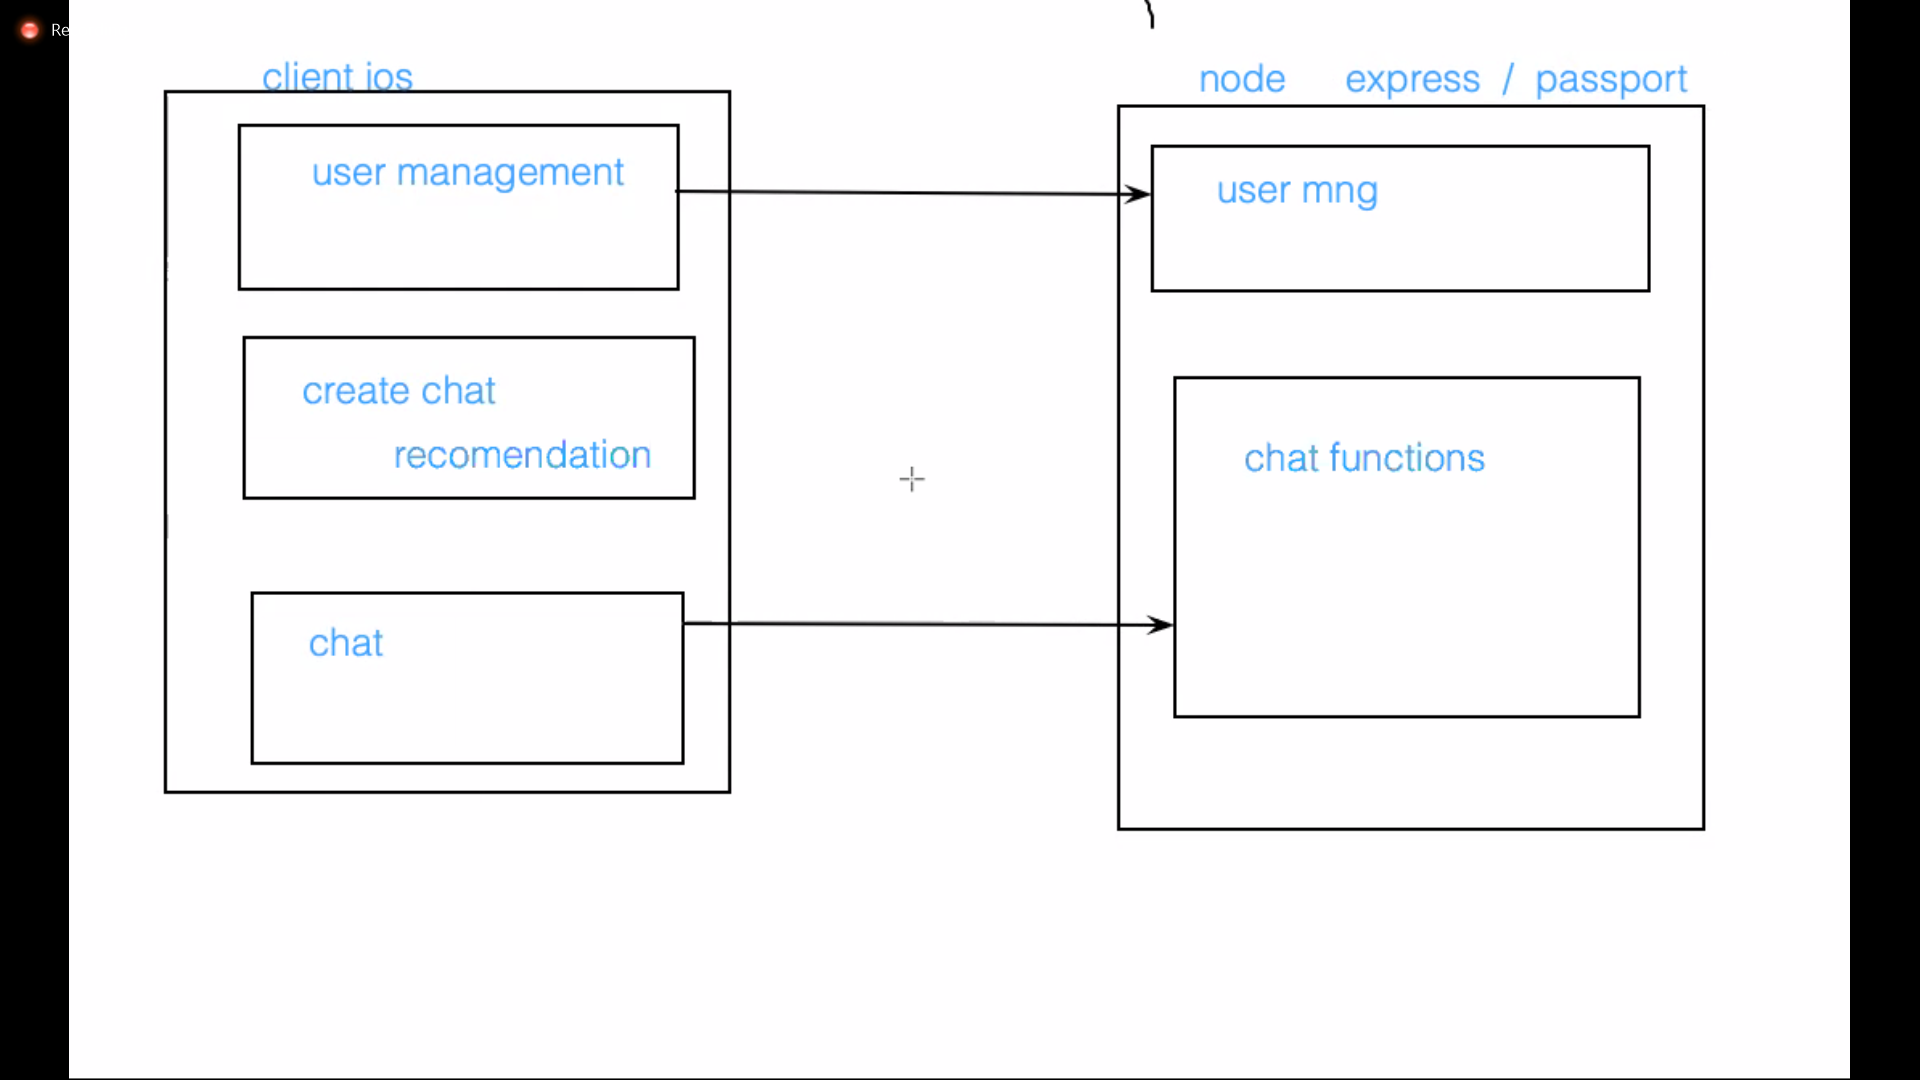 Re
client ios
node express / passport
user management
user mng
create chat
recomendation
chat functions
chat